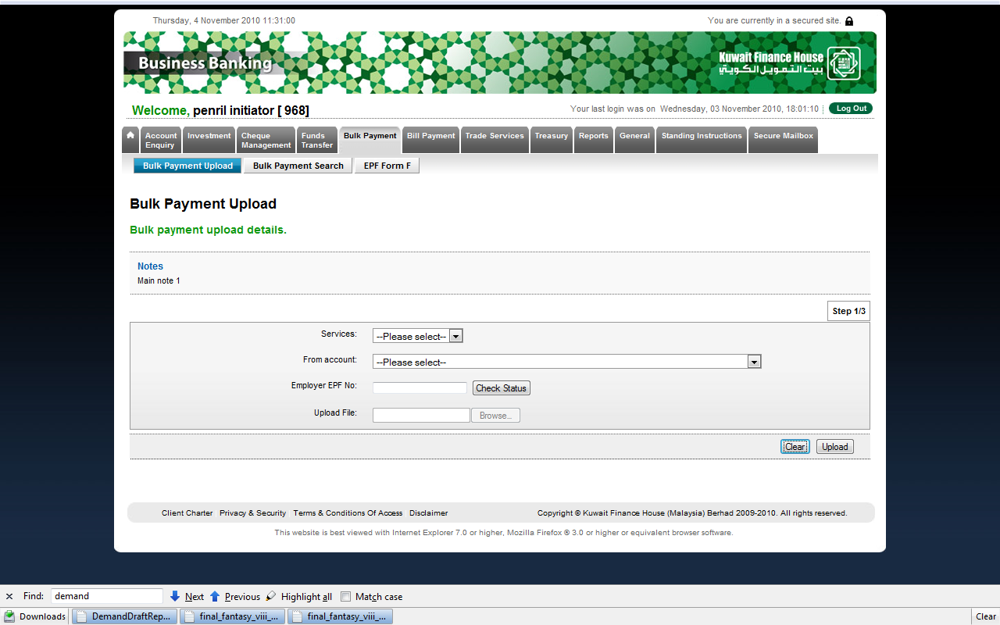 Thursday, 4 November 2010 11:31:00
You are currently in a secured site.
Business Banking
Kuwait Finance House
بيت التمويل الكويتي
Welcome, penril initiator [ 968]
Your last login was on Wednesday, 03 November 2010, 18:01:10
Log Out
Account Enquiry
Investment
Cheque Management
Funds Transfer
Bulk Payment
Bill Payment
Trade Services
Treasury
Reports
General
Standing Instructions
Secure Mailbox
Bulk Payment Upload
Bulk Payment Search
EPF Form F
Bulk Payment Upload
Bulk payment upload details.
Notes
Main note 1
Step 1/3
Services: --Please select--
From account: --Please select--
Employer EPF No: Check Status
Upload File: Browse...
Clear Upload
Client Charter Privacy & Security Terms & Conditions Of Access Disclaimer
Copyright © Kuwait Finance House (Malaysia) Berhad 2009-2010. All rights reserved.
This website is best viewed with Internet Explorer 7.0 or higher, Mozilla Firefox ® 3.0 or higher or equivalent browser software.
Find: demand Next Previous Highlight all Match case
Downloads DemandDraftRep... final_fantasy_viii_... final_fantasy_viii_... Clear